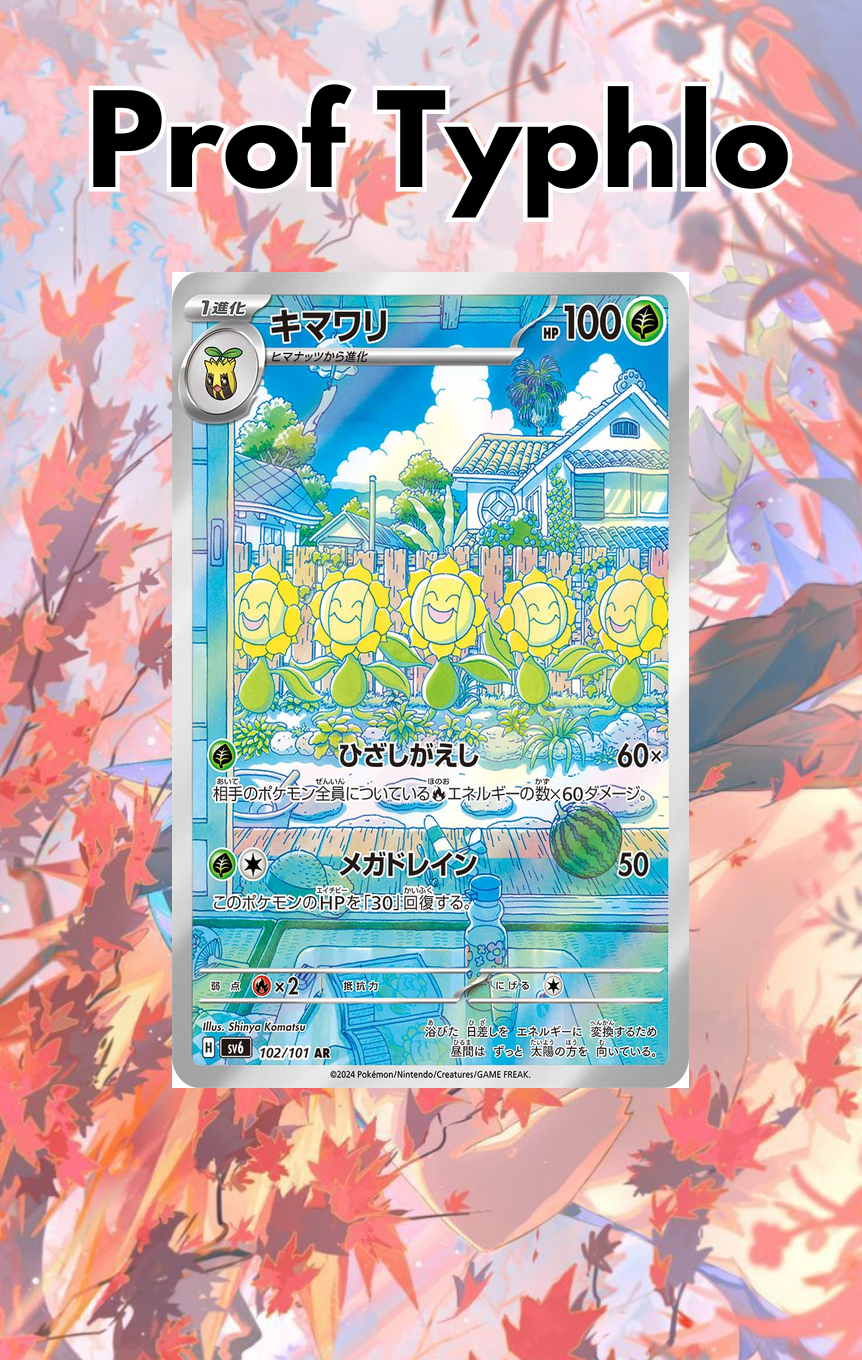 Prof Typhlo
1進化
キマワリ
HP 100
ヒマナッツから進化
ひざしがえし 60×
相手のポケモン全員についているエネルギーの数×60ダメージ。
メガドレイン 50
このポケモンのHPを「30」回復する。
弱点 ×2 抵抗力 にげる
Illus. Shinya Komatsu
H sv6 102/101 AR
浴びた 日差しを エネルギーに 変換するため
昼間は ずっと 太陽の方を 向いている。
©2024 Pokémon/Nintendo/Creatures/GAME FREAK.